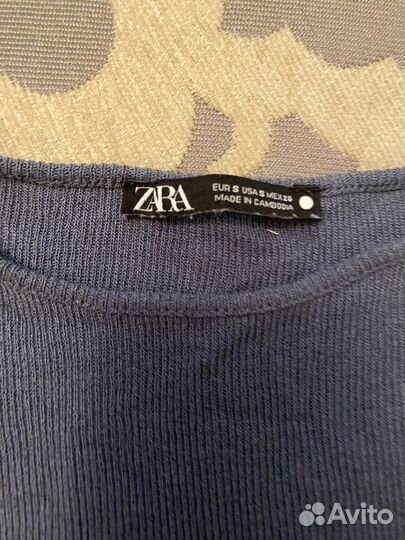 ZARA
EUR S USA S MEX 26
MADE IN CAMBODIA
Avito